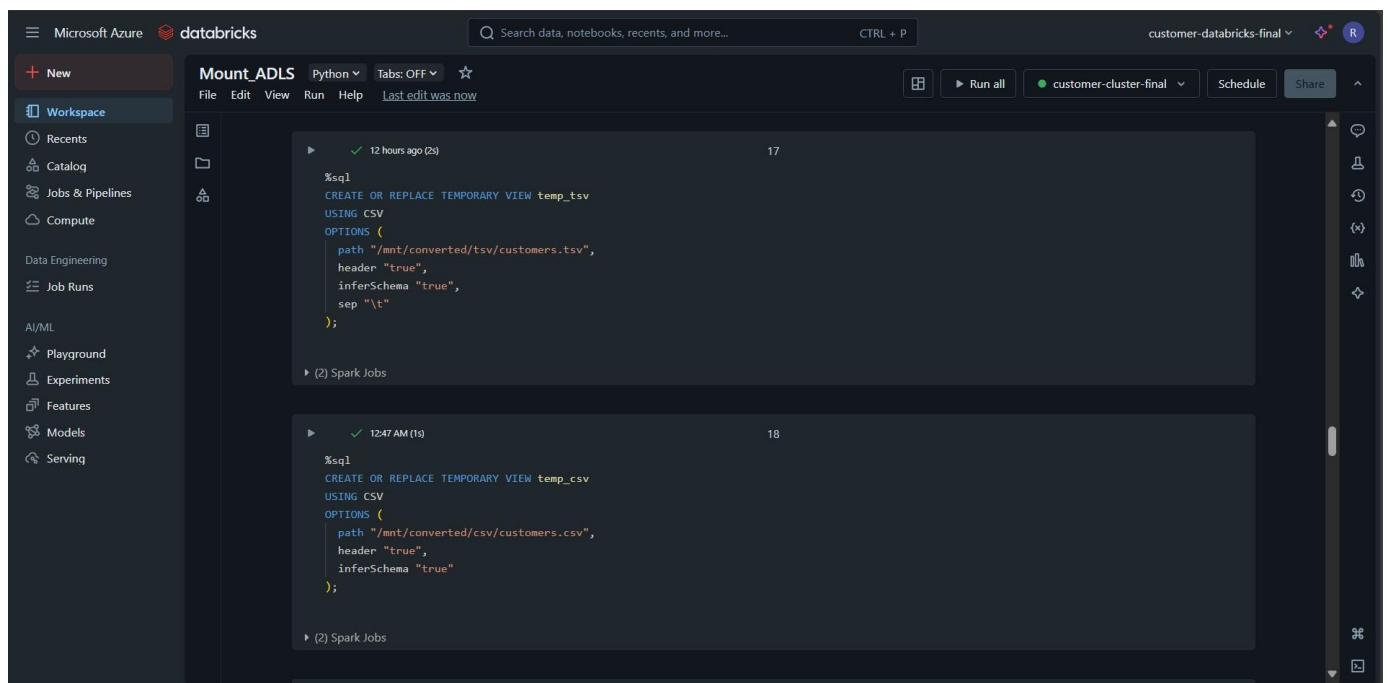 Microsoft Azure databricks
Search data, notebooks, recents, and more... CTRL + P
customer-databricks-final
R
New
Workspace
Recents
Catalog
Jobs & Pipelines
Compute
Data Engineering
Job Runs
AI/ML
Playground
Experiments
Features
Models
Serving
Mount_ADLS Python Tabs: OFF
File Edit View Run Help Last edit was now
Run all customer-cluster-final Schedule Share
12 hours ago (2s) 17
%sql
CREATE OR REPLACE TEMPORARY VIEW temp_tsv
USING CSV
OPTIONS (
path "/mnt/converted/tsv/customers.tsv",
header "true",
inferSchema "true",
sep "\t"
);
(2) Spark Jobs
12:47 AM (1s) 18
%sql
CREATE OR REPLACE TEMPORARY VIEW temp_csv
USING CSV
OPTIONS (
path "/mnt/converted/csv/customers.csv",
header "true",
inferSchema "true"
);
(2) Spark Jobs